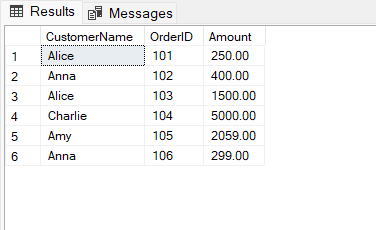 Results Messages
CustomerName OrderID Amount
1 Alice 101 250.00
2 Anna 102 400.00
3 Alice 103 1500.00
4 Charlie 104 5000.00
5 Amy 105 2059.00
6 Anna 106 299.00